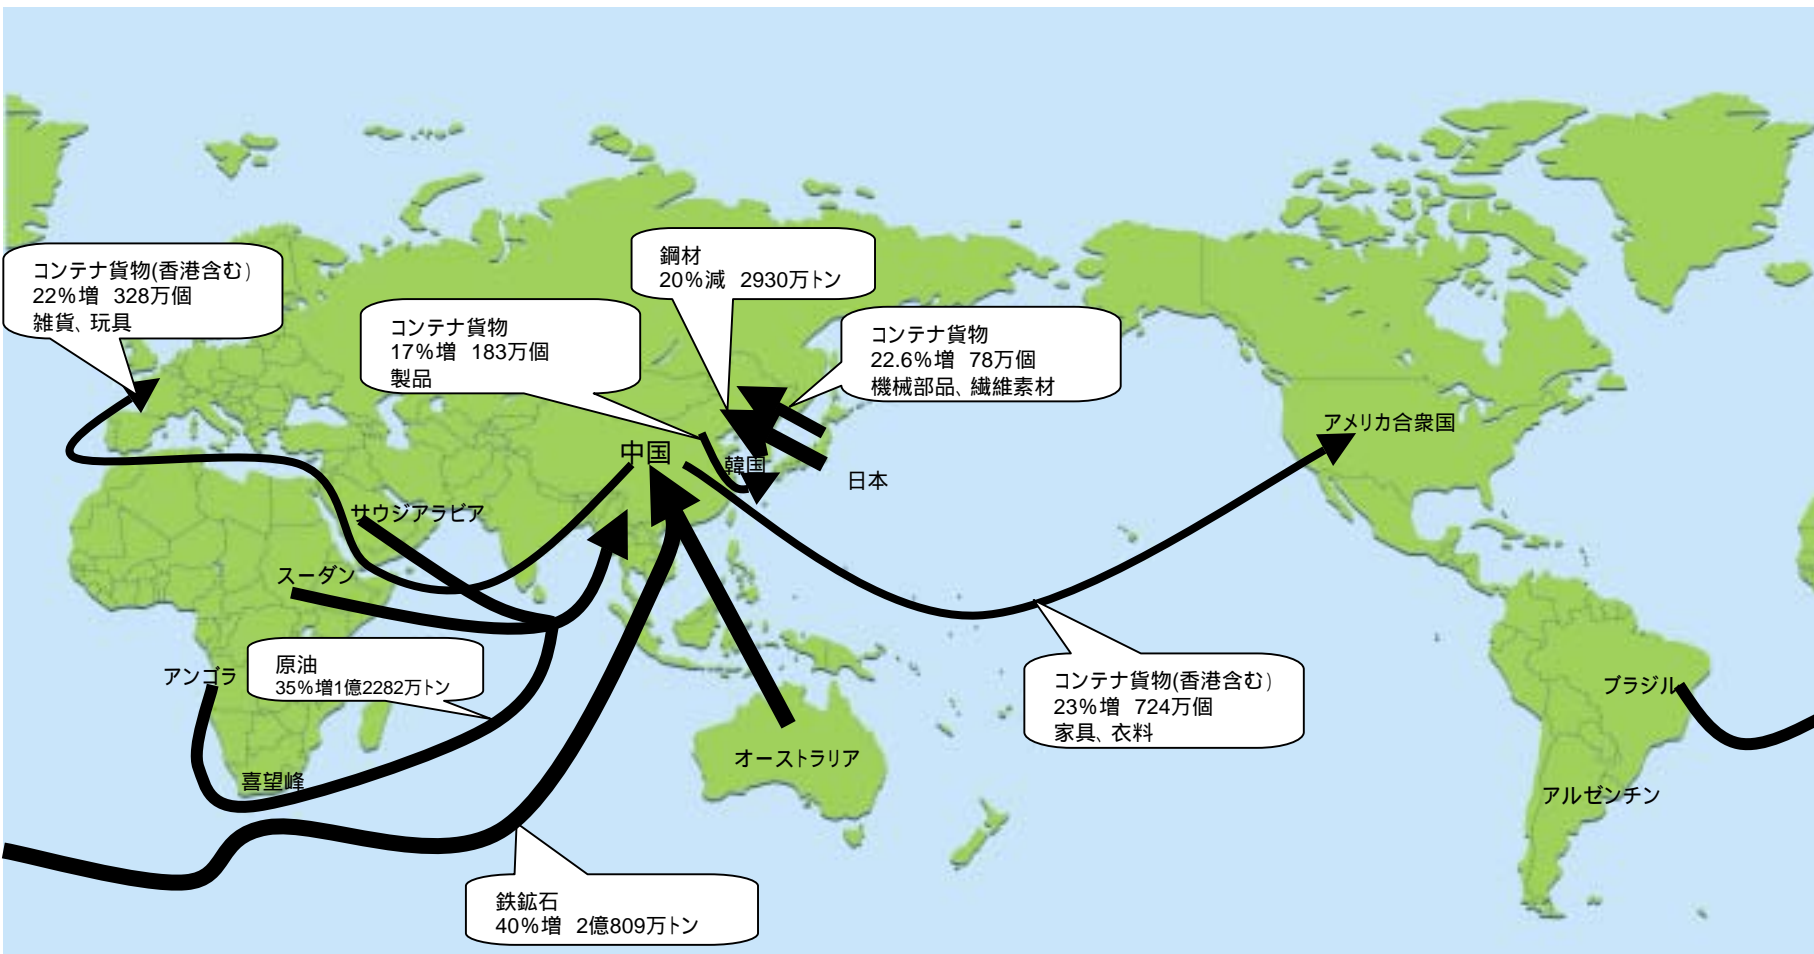 鋼材
20%減 2930万トン
コンテナ貨物(香港含む)
22%増 328万個
雑貨、玩具
コンテナ貨物
17%増 183万個
製品
コンテナ貨物
22.6%増 78万個
機械部品、繊維素材
アメリカ合衆国
中国
韓国
日本
サウジアラビア
スーダン
アンゴラ
原油
35%増1億2282万トン
コンテナ貨物(香港含む)
23%増 724万個
家具、衣料
ブラジル
オーストラリア
喜望峰
アルゼンチン
鉄鉱石
40%増 2億809万トン